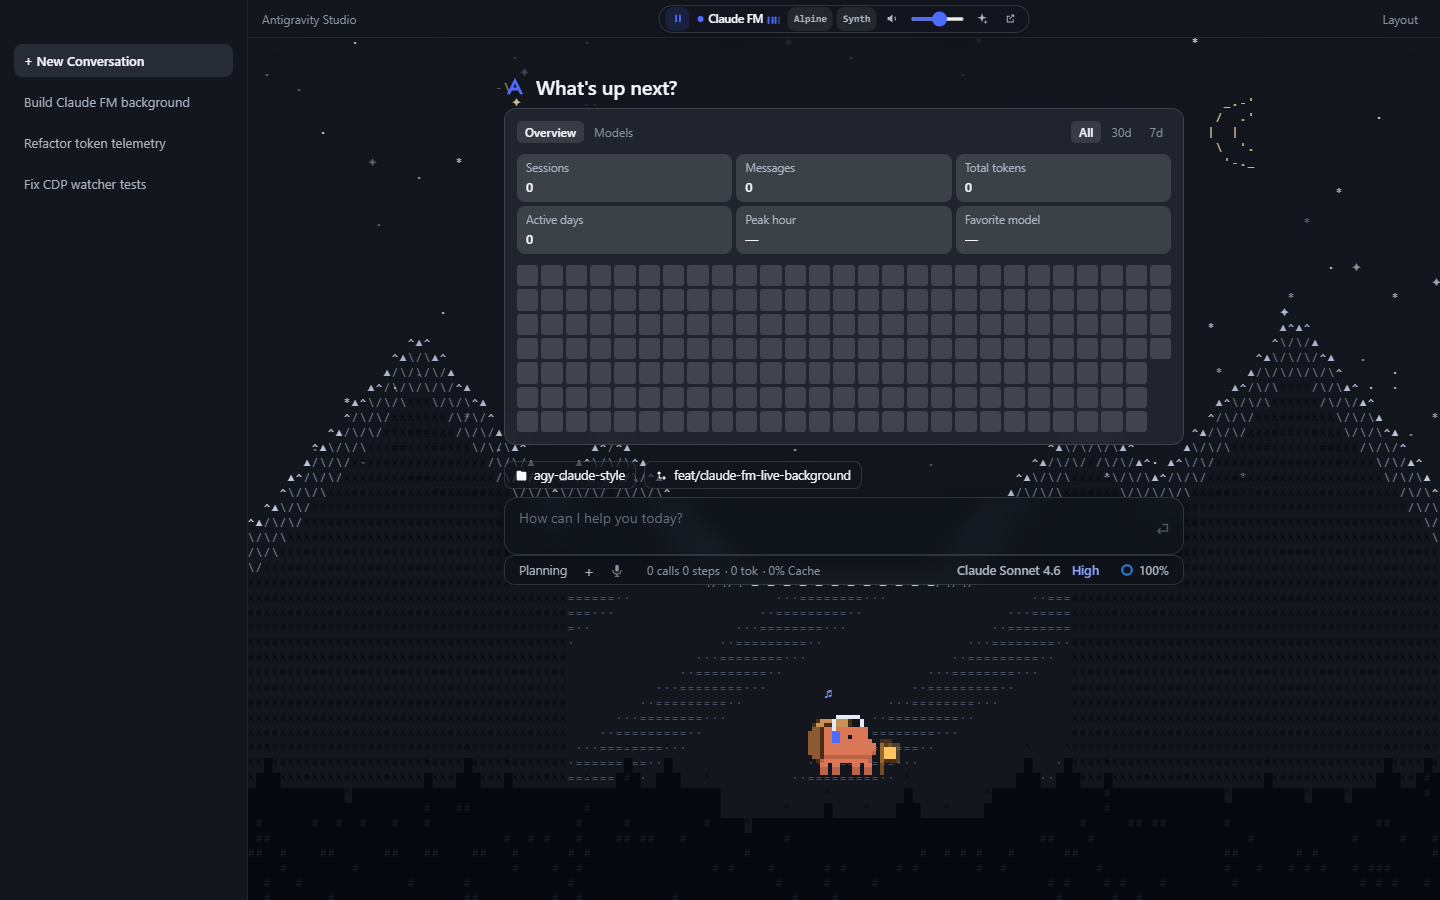 Antigravity Studio
Claude FM
Alpine
Synth
Layout
+ New Conversation
Build Claude FM background
Refactor token telemetry
Fix CDP watcher tests
What's up next?
Overview
Models
All
30d
7d
Sessions
0
Messages
0
Total tokens
0
Active days
0
Peak hour
—
Favorite model
—
agy-claude-style
feat/claude-fm-live-background
How can I help you today?
Planning
+
0 calls 0 steps · 0 tok · 0% Cache
Claude Sonnet 4.6
High
100%